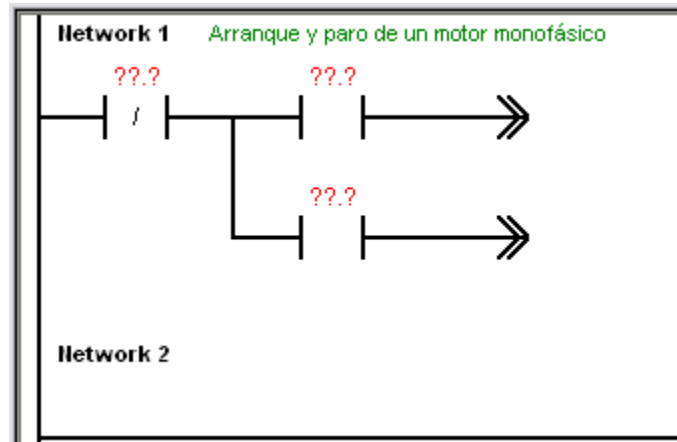 Network 1 Arranque y paro de un motor monofásico
??.? ??.?
/
??.?
Network 2